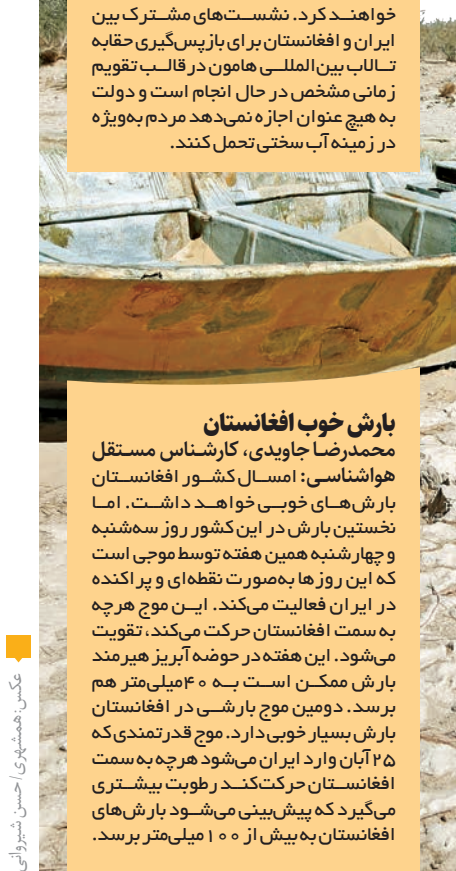 خواهند کرد. نشست‌های مشترک بین
ایران و افغانستان برای بازپس‌گیری حقابه
تالاب بین‌المللی هامون در قالب تقویم
زمانی مشخص در حال انجام است و دولت
به هیچ عنوان اجازه نمی‌دهد مردم به‌ویژه
در زمینه آب سختی تحمل کنند.
بارش خوب افغانستان
محمدرضا جاویدی، کارشناس مستقل
هواشناسی: امسال کشور افغانستان
بارش‌های خوبی خواهد داشت. اما
نخستین بارش در این کشور روز سه‌شنبه
و چهارشنبه همین هفته توسط موجی است
که این روزها به‌صورت نقطه‌ای و پراکنده
در ایران فعالیت می‌کند. این موج هرچه
به سمت افغانستان حرکت می‌کند، تقویت
می‌شود. این هفته در حوضه آبریز هیرمند
بارش ممکن است به ۴۰میلی‌متر هم
برسد. دومین موج بارشی در افغانستان
بارش بسیار خوبی دارد. موج قدرتمندی که
۲۵ آبان وارد ایران می‌شود هرچه به سمت
افغانستان حرکت‌کند رطوبت بیشتری
می‌گیرد که پیش‌بینی می‌شود بارش‌های
افغانستان به بیش از ۱۰۰ میلی‌متر برسد.
عکس: همشهری/ حسن شیروانی